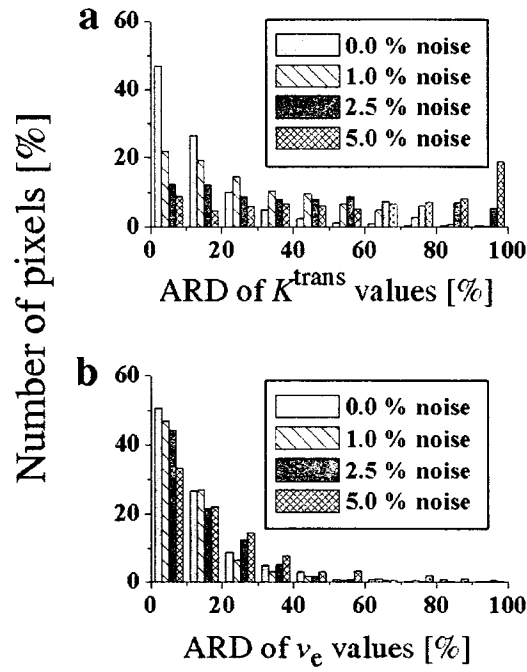 a
60
40
20
0
0.0 % noise
1.0 % noise
2.5 % noise
5.0 % noise
0 20 40 60 80 100
ARD of K^trans values [%]
Number of pixels [%]
b
60
40
20
0
0.0 % noise
1.0 % noise
2.5 % noise
5.0 % noise
0 20 40 60 80 100
ARD of v_e values [%]